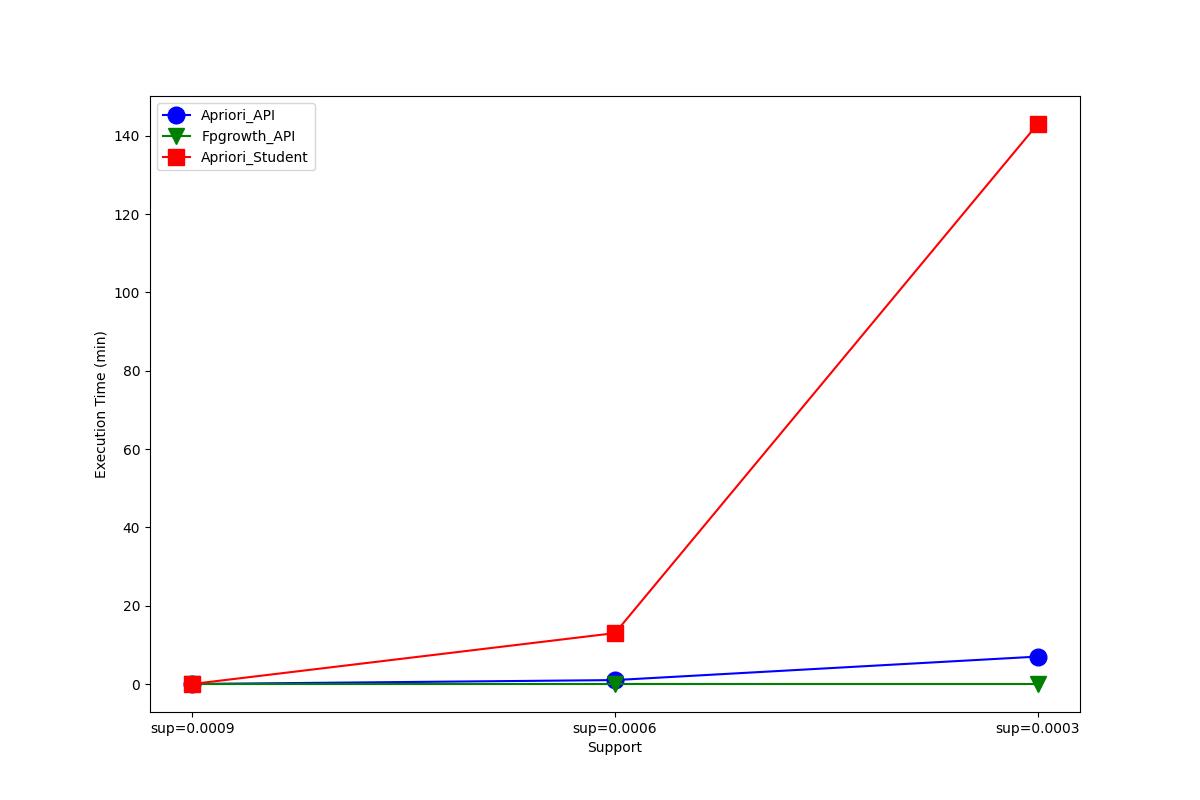 Apriori_API
Fpgrowth_API
Apriori_Student
140
120
100
80
60
40
20
0
Execution Time (min)
sup=0.0009
sup=0.0006
sup=0.0003
Support